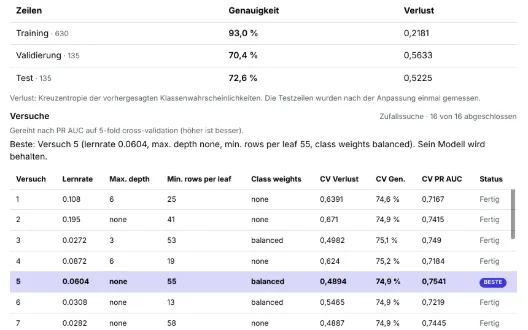 Zeilen Genauigkeit Verlust
Training · 630 93,0 % 0,2181
Validierung · 135 70,4 % 0,5633
Test · 135 72,6 % 0,5225
Verlust: Kreuzentropie der vorhergesagten Klassenwahrscheinlichkeiten. Die Testzeilen wurden nach der Anpassung einmal gemessen.
Versuche Zufallssuche · 16 von 16 abgeschlossen
Gereiht nach PR AUC auf 5-fold cross-validation (höher ist besser).
Beste: Versuch 5 (lernrate 0.0604, max. depth none, min. rows per leaf 55, class weights balanced). Sein Modell wird
behalten.
Versuch Lernrate Max. depth Min. rows per leaf Class weights CV Verlust CV Gen. CV PR AUC Status
1 0.108 6 25 none 0,6391 74,6 % 0,7167 Fertig
2 0.195 none 41 none 0,671 74,9 % 0,7415 Fertig
3 0.0272 3 53 balanced 0,4982 75,1 % 0,749 Fertig
4 0.0872 6 19 none 0,624 75,2 % 0,7184 Fertig
5 0.0604 none 55 balanced 0,4894 74,9 % 0,7541 BESTE
6 0.0308 none 13 balanced 0,5465 74,9 % 0,7219 Fertig
7 0.0282 none 58 none 0,4887 74,9 % 0,7445 Fertig